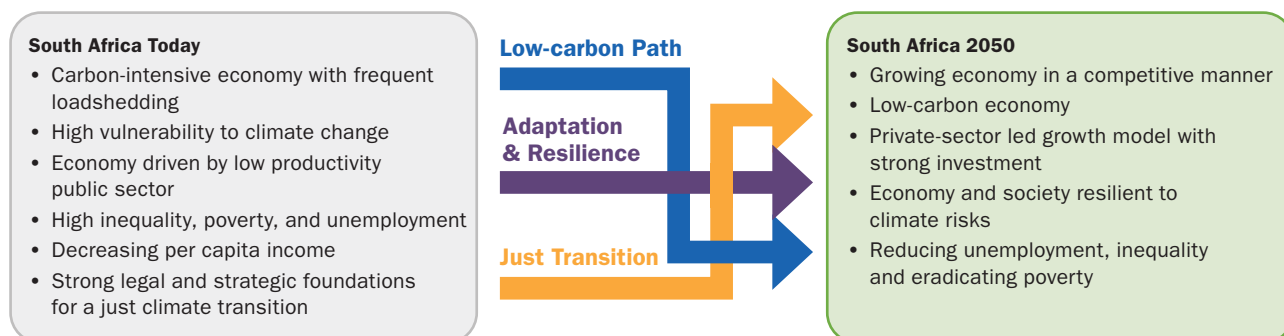 South Africa Today
• Carbon-intensive economy with frequent
loadshedding
• High vulnerability to climate change
• Economy driven by low productivity
public sector
• High inequality, poverty, and unemployment
• Decreasing per capita income
• Strong legal and strategic foundations
for a just climate transition
Low-carbon Path
Adaptation
& Resilience
Just Transition
South Africa 2050
• Growing economy in a competitive manner
• Low-carbon economy
• Private-sector led growth model with
strong investment
• Economy and society resilient to
climate risks
• Reducing unemployment, inequality
and eradicating poverty